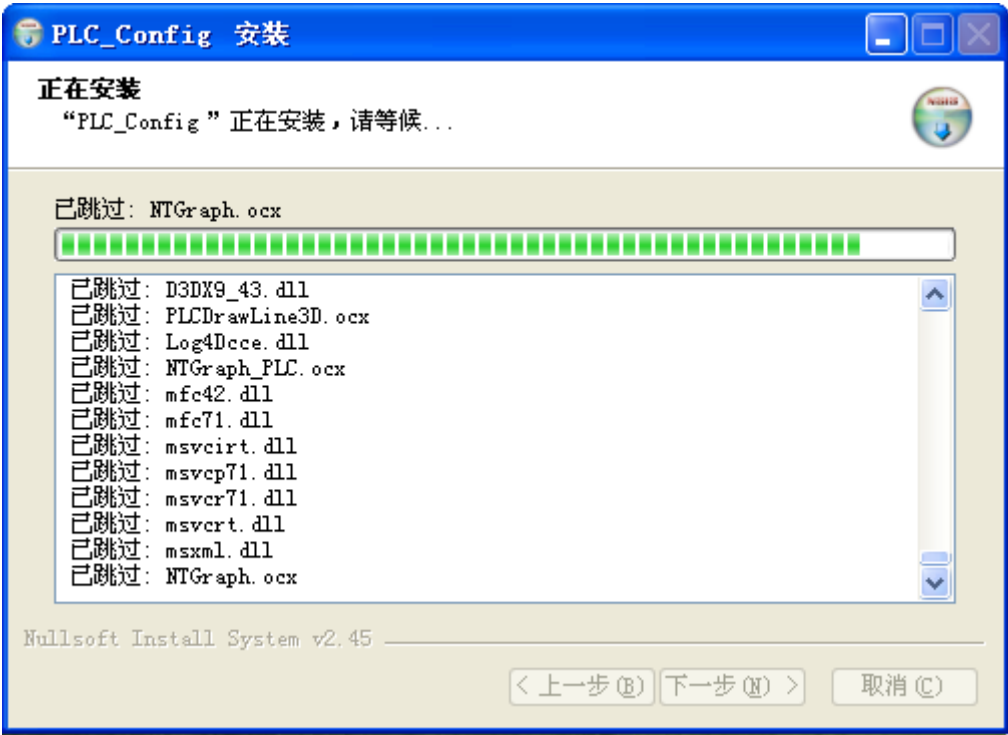 PLC_Config 安装
正在安装
“PLC_Config ”正在安装，请等候...
NSIS
已跳过: NTGraph.ocx
已跳过: D3DX9_43.dll
已跳过: PLCDrawLine3D.ocx
已跳过: Log4Dcce.dll
已跳过: NTGraph_PLC.ocx
已跳过: mfc42.dll
已跳过: mfc71.dll
已跳过: msvcirt.dll
已跳过: msvcp71.dll
已跳过: msvcr71.dll
已跳过: msvcrt.dll
已跳过: msxml.dll
已跳过: NTGraph.ocx
Nullsoft Install System v2.45
< 上一步(B) 下一步(N) > 取消(C)